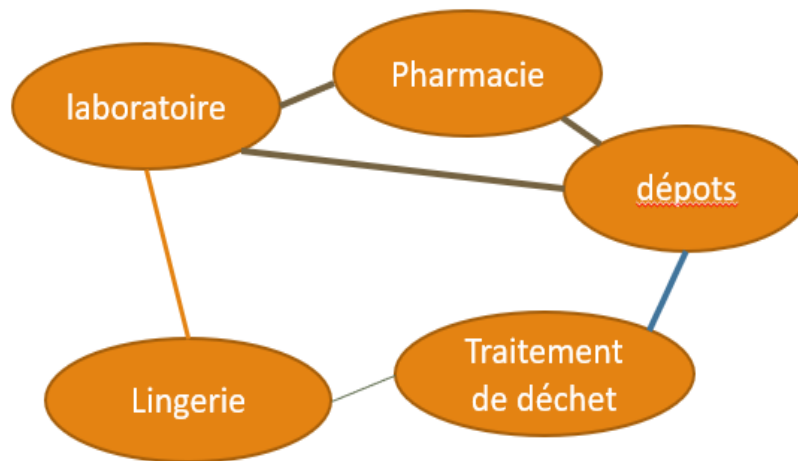 laboratoire
Pharmacie
dépots
Lingerie
Traitement
de déchet